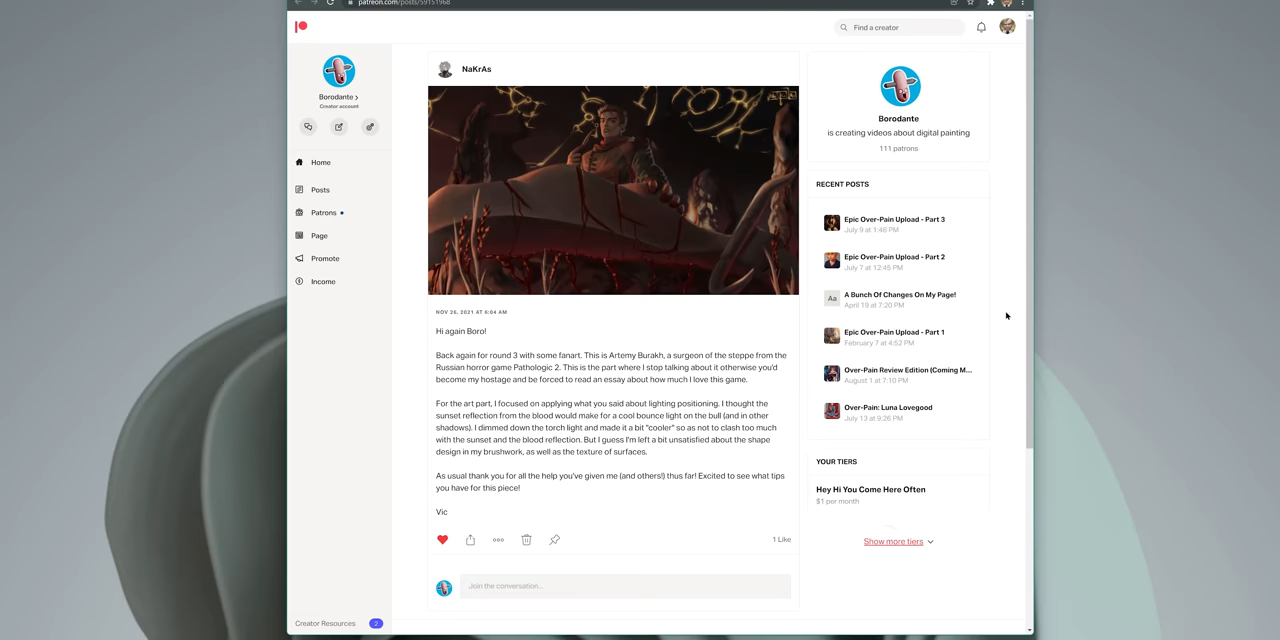 patreon.com/posts/59151968
Find a creator
Borodante
Creator account
Home
Posts
Patrons
Page
Promote
Income
Creator Resources
2
NaKrAs
NOV 26, 2021 AT 6:04 AM
Hi again Boro!
Back again for round 3 with some fanart. This is Artemy Burakh, a surgeon of the steppe from the
Russian horror game Pathologic 2. This is the part where I stop talking about it otherwise you'd
become my hostage and be forced to read an essay about how much I love this game.
For the art part, I focused on applying what you said about lighting positioning. I thought the
sunset reflection from the blood would make for a cool bounce light on the bull (and in other
shadows). I dimmed down the torch light and made it a bit "cooler" so as not to clash too much
with the sunset and the blood reflection. But I guess I'm left a bit unsatisfied about the shape
design in my brushwork, as well as the texture of surfaces.
As usual thank you for all the help you've given me (and others!) thus far! Excited to see what tips
you have for this piece!
Vic
1 Like
Join the conversation...
Borodante
is creating videos about digital painting
111 patrons
RECENT POSTS
Epic Over-Pain Upload - Part 3
July 9 at 1:46 PM
Epic Over-Pain Upload - Part 2
July 7 at 12:45 PM
Aa
A Bunch Of Changes On My Page!
April 19 at 7:20 PM
Epic Over-Pain Upload - Part 1
February 7 at 4:52 PM
Over-Pain Review Edition (Coming M...
August 1 at 7:10 PM
Over-Pain: Luna Lovegood
July 13 at 9:26 PM
YOUR TIERS
Hey Hi You Come Here Often
$1 per month
Show more tiers